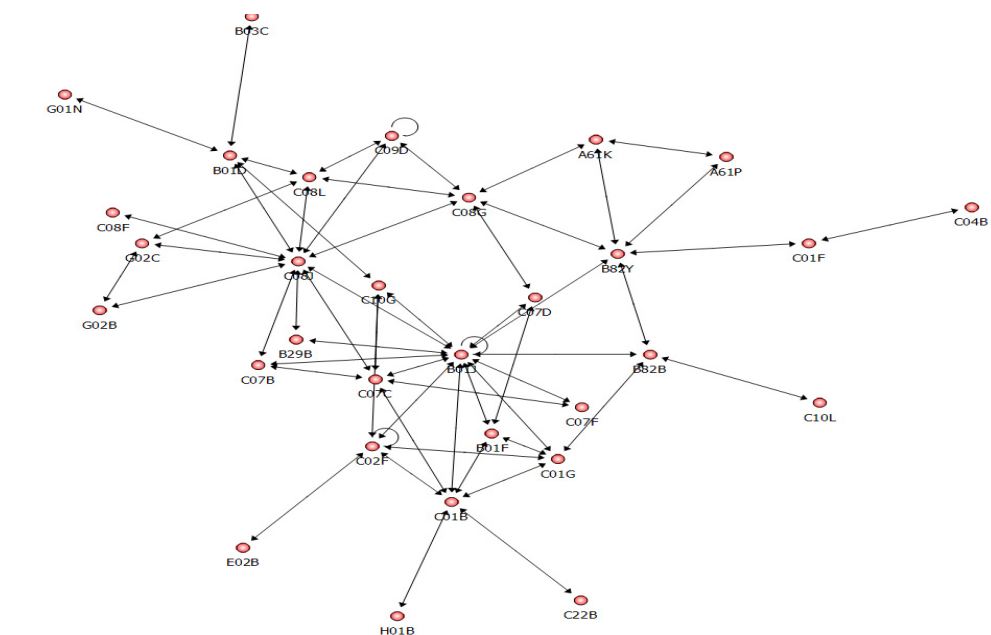 B03C
G01N
C09D
A61K
B01D
A61P
C08L
C08G
C08F
C04B
G02C
C01F
B82Y
C08J
C10G
C07D
G02B
B29B
B01J
B82B
C07B
C07C
C10L
C07F
B01F
C02F
C01G
C01B
E02B
C22B
H01B